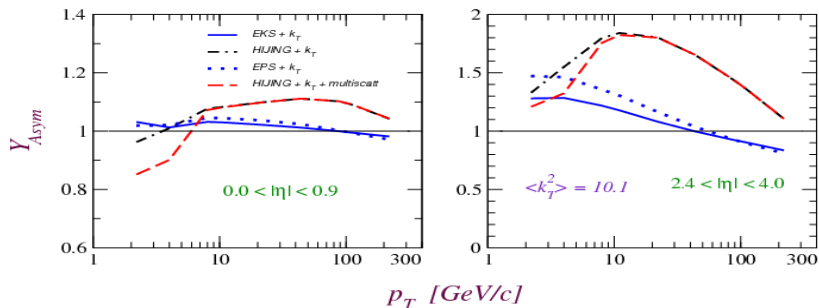 1.4
1.2
1
0.8
0.6
Y_Asym
EKS + k_T
HIJING + k_T
EPS + k_T
HIJING + k_T + multiscatt
0.0 < |η| < 0.9
1
10
100
2
1.5
1
0.5
0
<k_T^2> = 10.1
2.4 < |η| < 4.0
1
10
100
p_T [GeV/c]